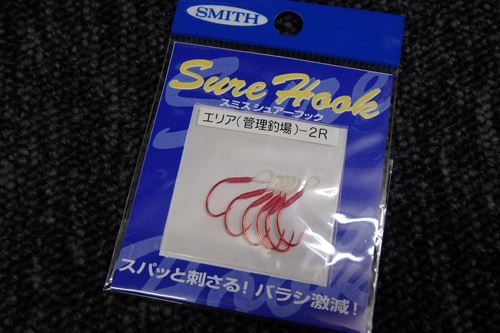 SMITH
Sure Hook
スミス シュアーフック
エリア(管理釣場)-2R
スパッと刺さる!バラシ激減!